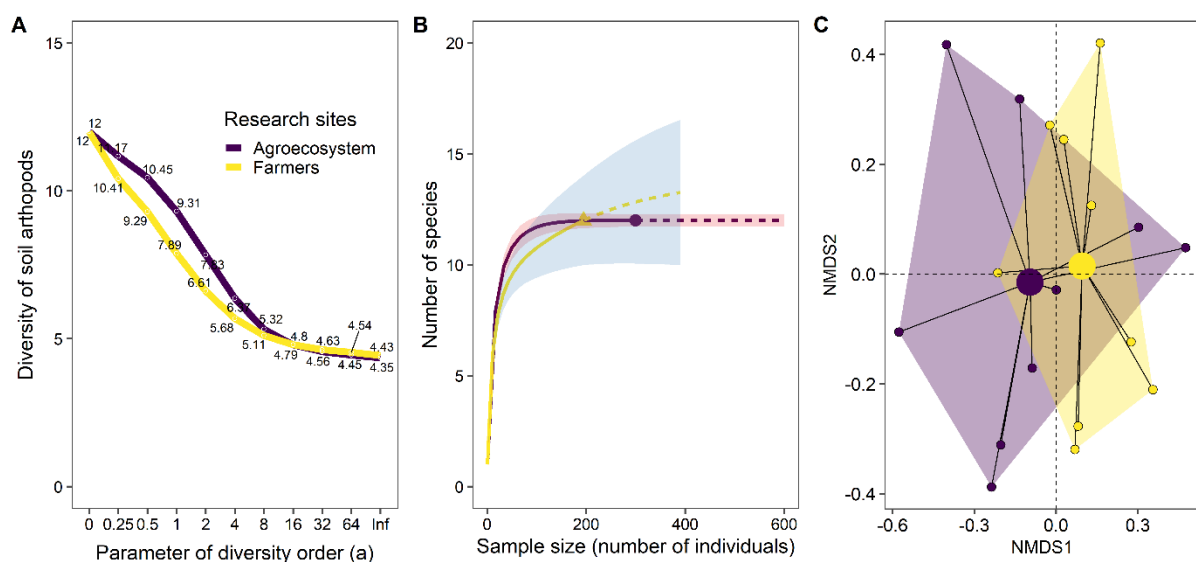 A
Diversity of soil arthopods
15
10
5
0
12
12
1 17
10.41
10.45
9.29
9.31
7.89
7.83
6.61
6.37
5.68
5.32
5.11
4.8
4.79
4.63
4.56
4.54
4.45
4.43
4.35
Research sites
Agroecosystem
Farmers
0 0.25 0.5 1 2 4 8 16 32 64 Inf
Parameter of diversity order (a)
B
Number of species
20
15
10
5
0
0 200 400 600
Sample size (number of individuals)
C
NMDS2
0.4
0.2
0.0
-0.2
-0.4
-0.6 -0.3 0.0 0.3
NMDS1